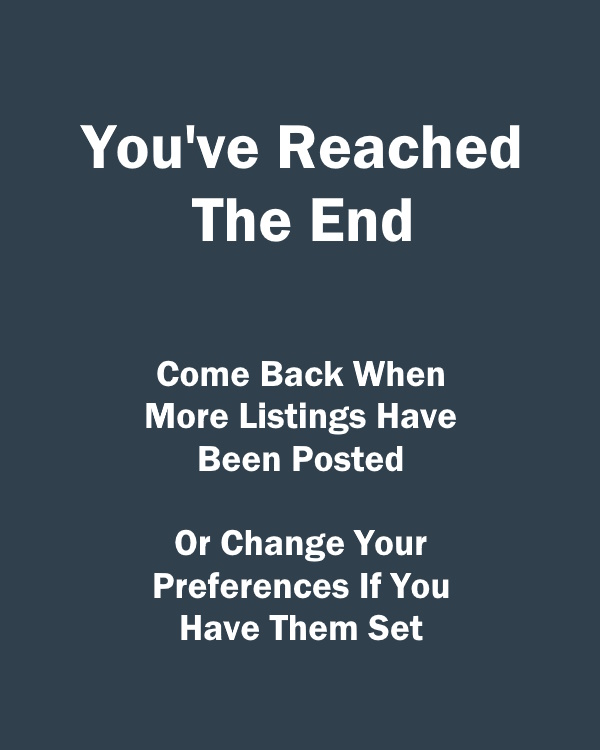 You've Reached
The End
Come Back When
More Listings Have
Been Posted
Or Change Your
Preferences If You
Have Them Set